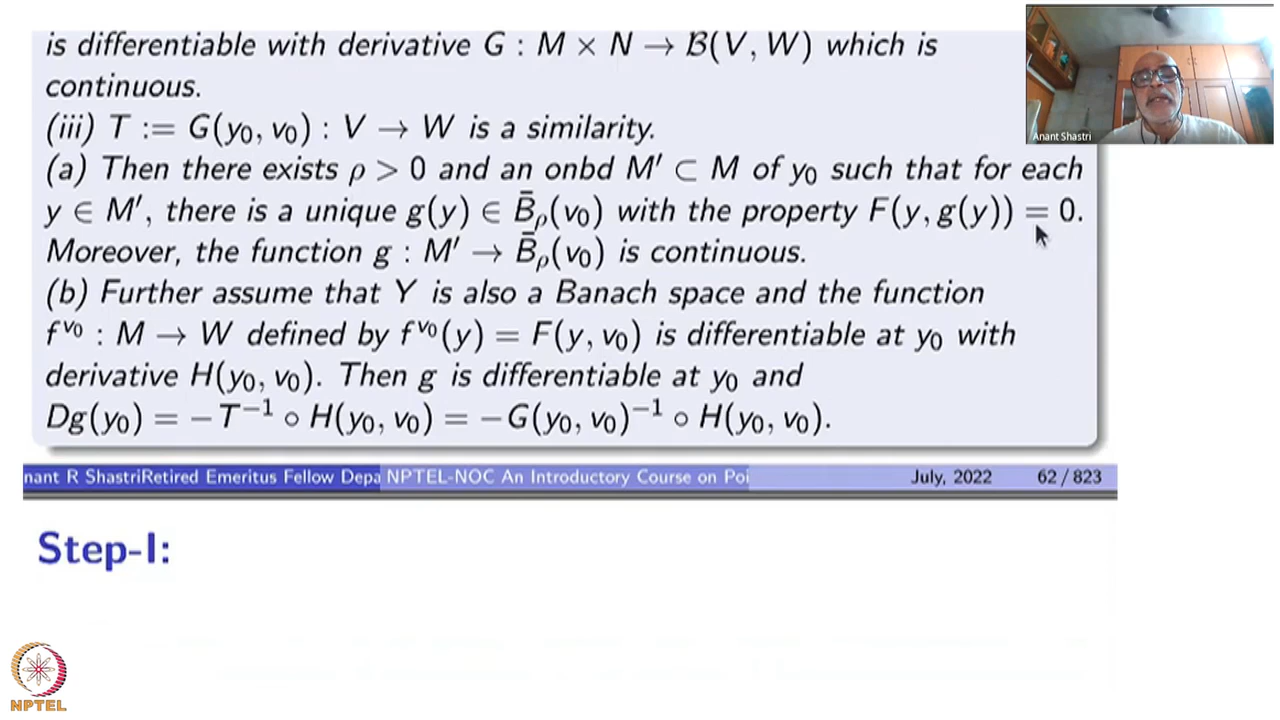 is differentiable with derivative G : M × N → B(V, W) which is
continuous.
(iii) T := G(y₀, v₀) : V → W is a similarity.
(a) Then there exists ρ > 0 and an onbd M′ ⊂ M of y₀ such that for each
y ∈ M′, there is a unique g(y) ∈ B̄ρ(v₀) with the property F(y, g(y)) = 0.
Moreover, the function g : M′ → B̄ρ(v₀) is continuous.
(b) Further assume that Y is also a Banach space and the function
f^v₀ : M → W defined by f^v₀(y) = F(y, v₀) is differentiable at y₀ with
derivative H(y₀, v₀). Then g is differentiable at y₀ and
Dg(y₀) = −T⁻¹ ∘ H(y₀, v₀) = −G(y₀, v₀)⁻¹ ∘ H(y₀, v₀).
Anant Shastri
nant R ShastriRetired Emeritus Fellow Depa NPTEL-NOC An Introductory Course on Poi July, 2022 62 / 823
Step-I:
NPTEL